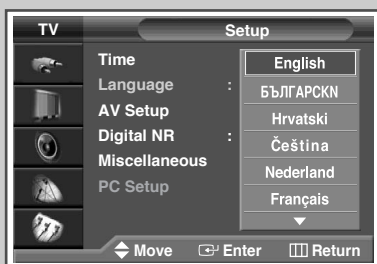 TV Setup
Time
Language :
AV Setup
Digital NR :
Miscellaneous
PC Setup
English
БЪЛГАРСКN
Hrvatski
Čeština
Nederland
Français
Move Enter Return